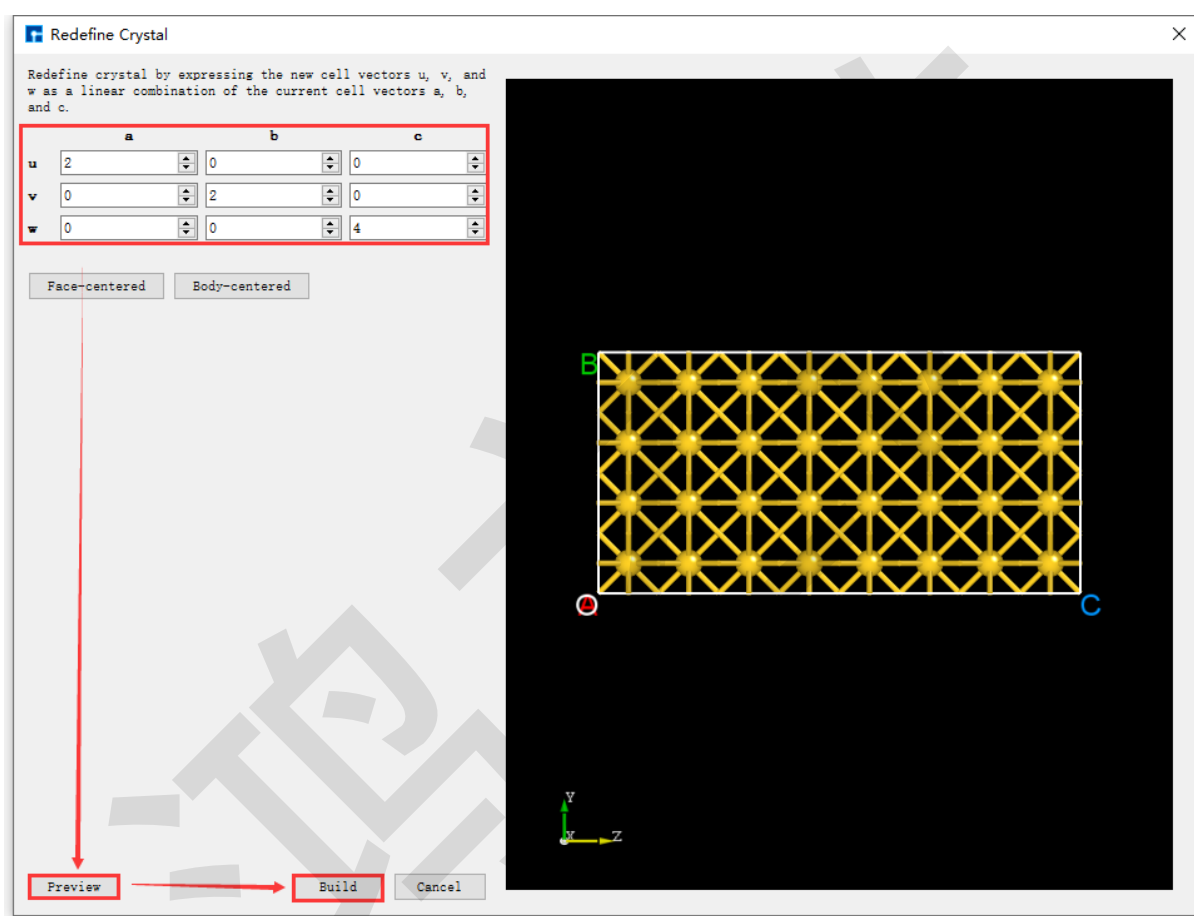 Redefine Crystal
Redefine crystal by expressing the new cell vectors u, v, and
w as a linear combination of the current cell vectors a, b,
and c.
a b c
u 2 0 0
v 0 2 0
w 0 0 4
Face-centered Body-centered
B
A C
Y
X Z
Preview Build Cancel